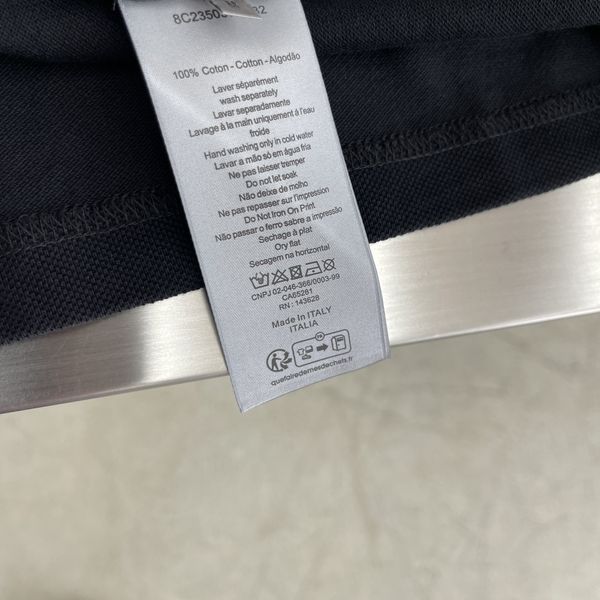 100% Coton - Cotton - Algodão
Laver séparément
wash separately
Lavar separadamente
Lavage à la main uniquement à l'eau
froide
Hand washing only in cold water
Lavar a mão só em água fria
Ne pas laisser tremper
Do not let soak
Não deixe de molho
Ne pas repasser sur l'impression
Do Not Iron On Print
Não passar o ferro sabre a impressão
Sechage à plat
Ory flat
Secagem na horizontal
CNPJ 02-046-366/0003-99
CA65281
RN : 143628
Made In ITALY
ITALIA
quefairedemesdechets.fr